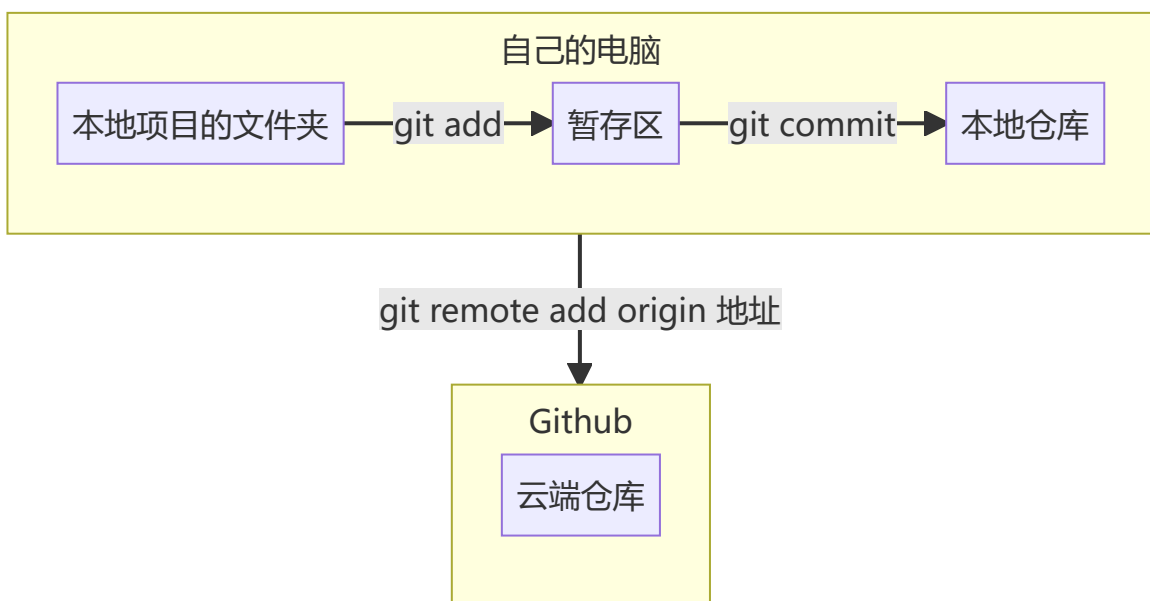 自己的电脑
本地项目的文件夹 git add 暂存区 git commit 本地仓库
git remote add origin 地址
Github
云端仓库